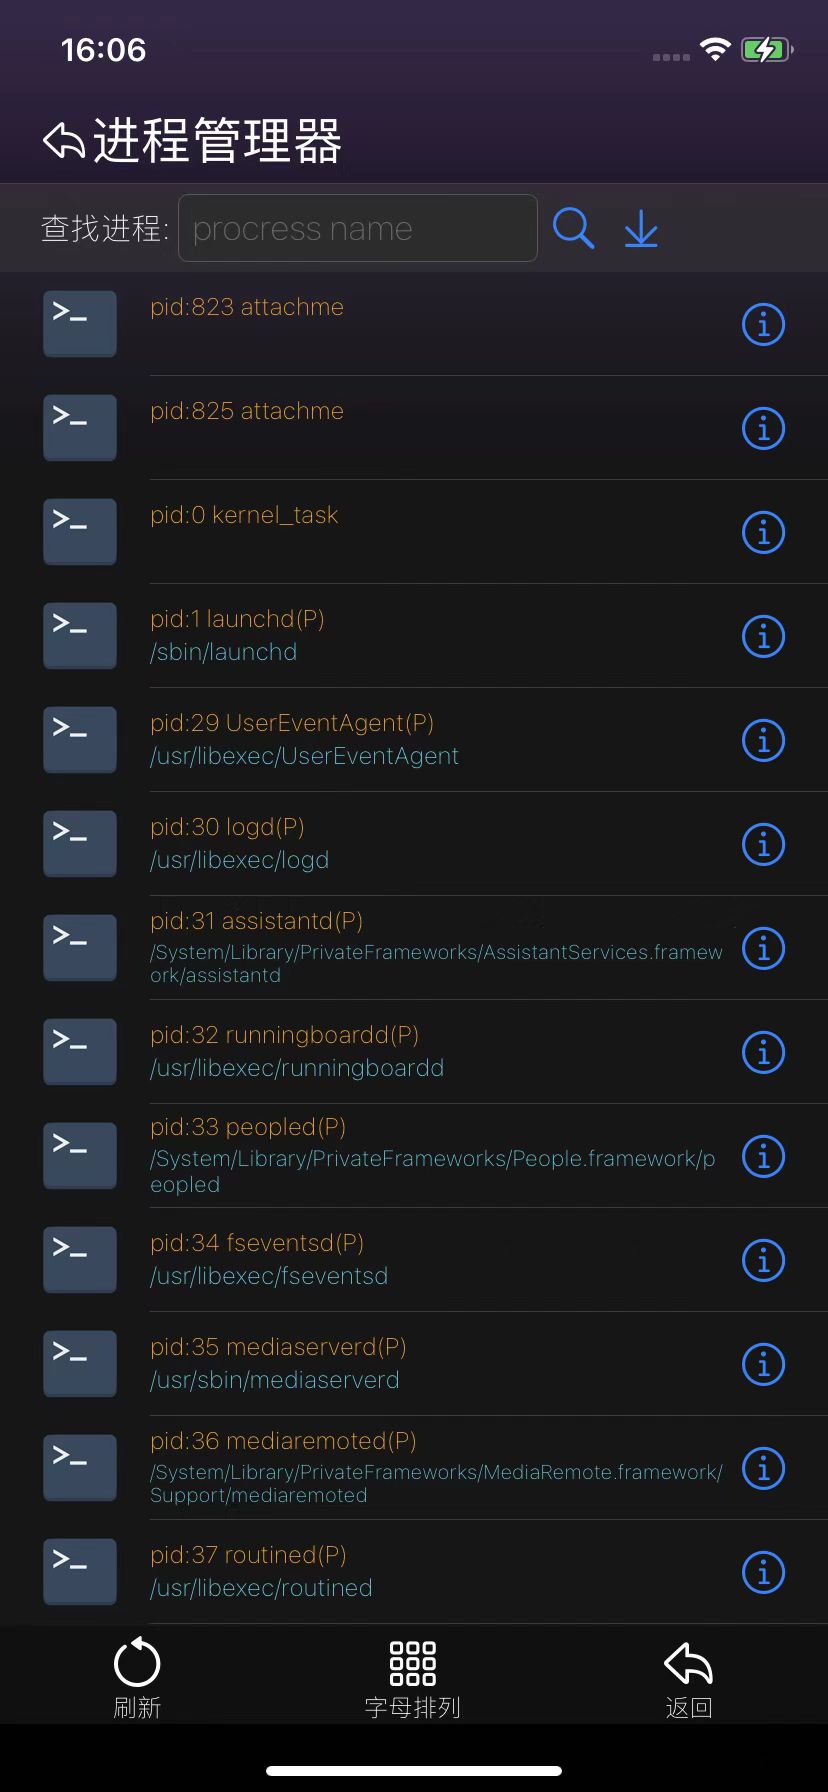 16:06
进程管理器
查找进程: procress name
pid:823 attachme
pid:825 attachme
pid:0 kernel_task
pid:1 launchd(P)
/sbin/launchd
pid:29 UserEventAgent(P)
/usr/libexec/UserEventAgent
pid:30 logd(P)
/usr/libexec/logd
pid:31 assistantd(P)
/System/Library/PrivateFrameworks/AssistantServices.framew
ork/assistantd
pid:32 runningboardd(P)
/usr/libexec/runningboardd
pid:33 peopled(P)
/System/Library/PrivateFrameworks/People.framework/p
eopled
pid:34 fseventsd(P)
/usr/libexec/fseventsd
pid:35 mediaserverd(P)
/usr/sbin/mediaserverd
pid:36 mediaremoted(P)
/System/Library/PrivateFrameworks/MediaRemote.framework/
Support/mediaremoted
pid:37 routined(P)
/usr/libexec/routined
刷新 字母排列 返回